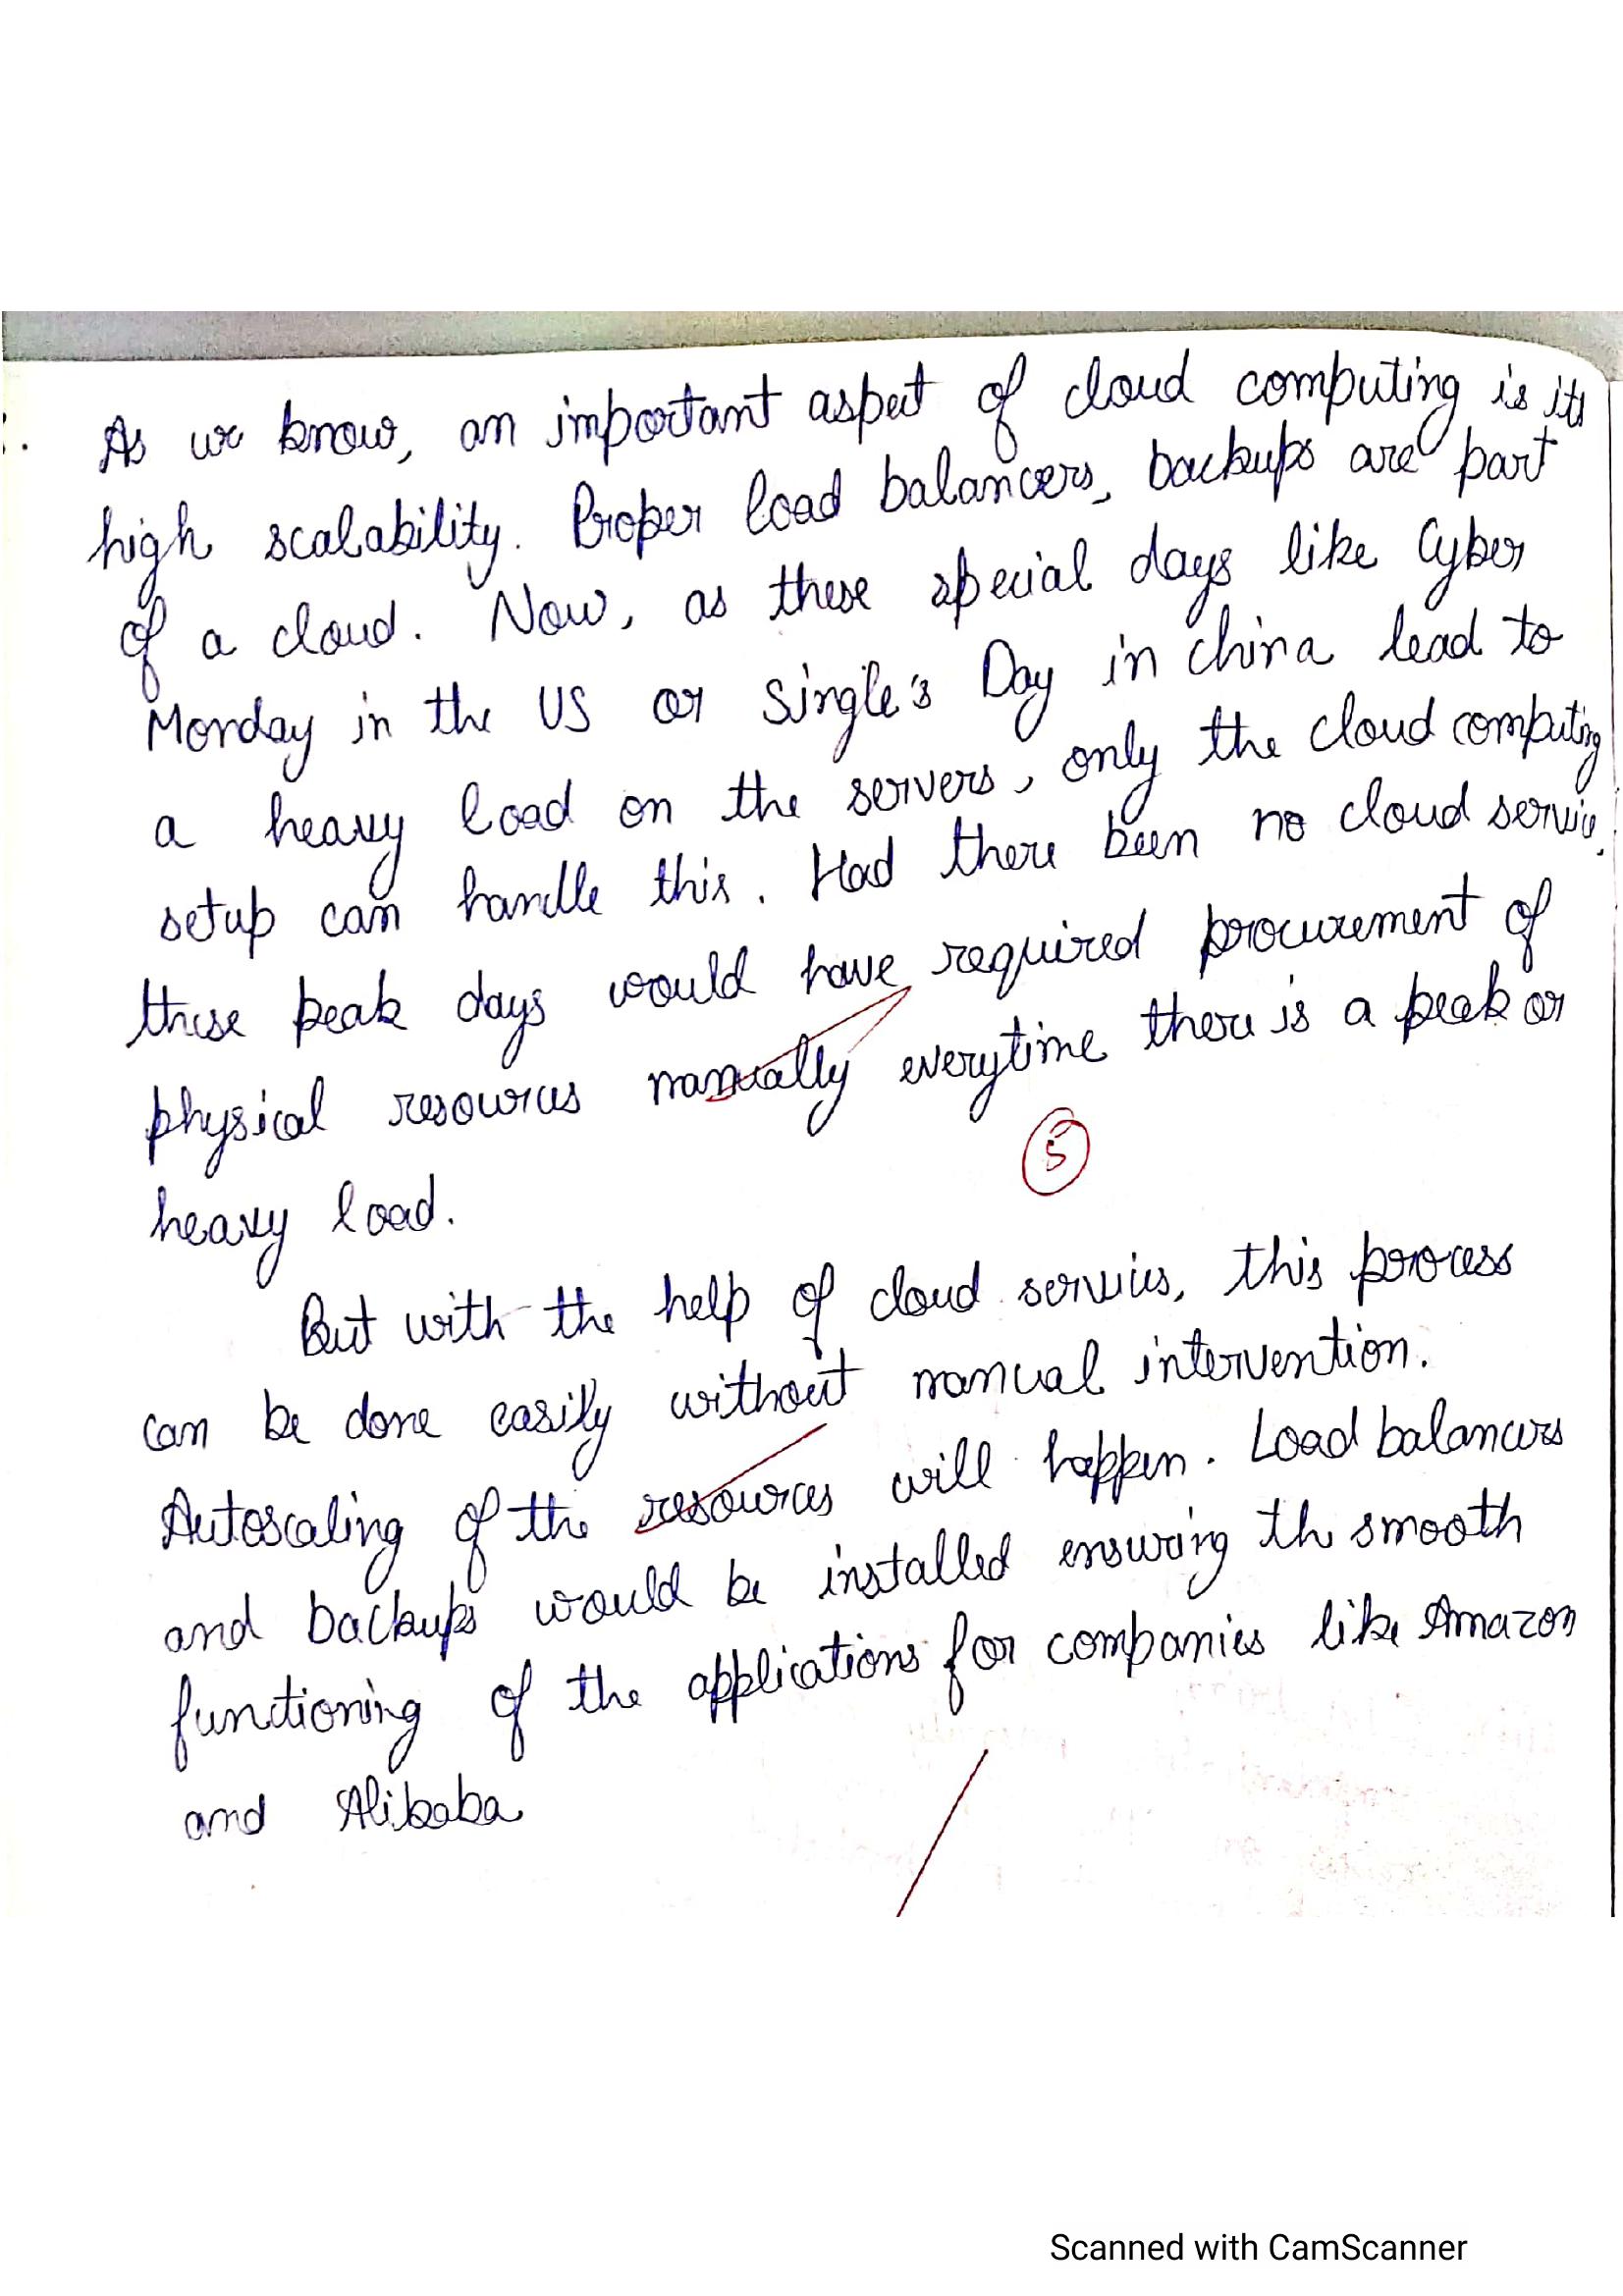 As we know, an important aspect of cloud computing is its
high scalability. Proper load balancers, backups are part
of a cloud. Now, as these special days like Cyber
Monday in the US or Single's Day in China lead to
a heavy load on the servers, only the cloud computing
setup can handle this. Had there been no cloud service,
these peak days would have required procurement of
physical resources manually everytime there is a peak or
5
heavy load.
But with the help of cloud services, this process
can be done easily without manual intervention.
Autoscaling of the resources will happen. Load balancers
and backups would be installed ensuring th smooth
functioning of the applications for companies like Amazon
and Alibaba
Scanned with CamScanner